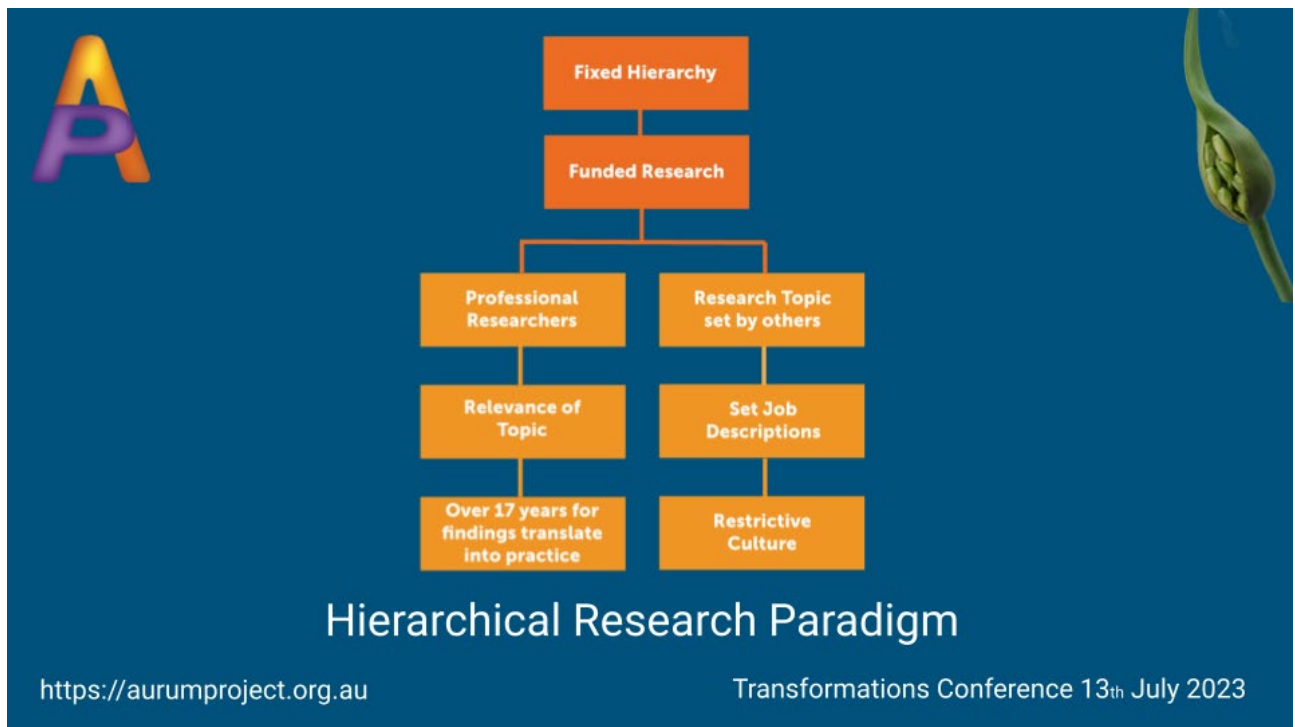 AP
Fixed Hierarchy
Funded Research
Professional
Researchers
Research Topic
set by others
Relevance of
Topic
Set Job
Descriptions
Over 17 years for
findings translate
into practice
Restrictive
Culture
Hierarchical Research Paradigm
https://aurumproject.org.au
Transformations Conference 13th July 2023